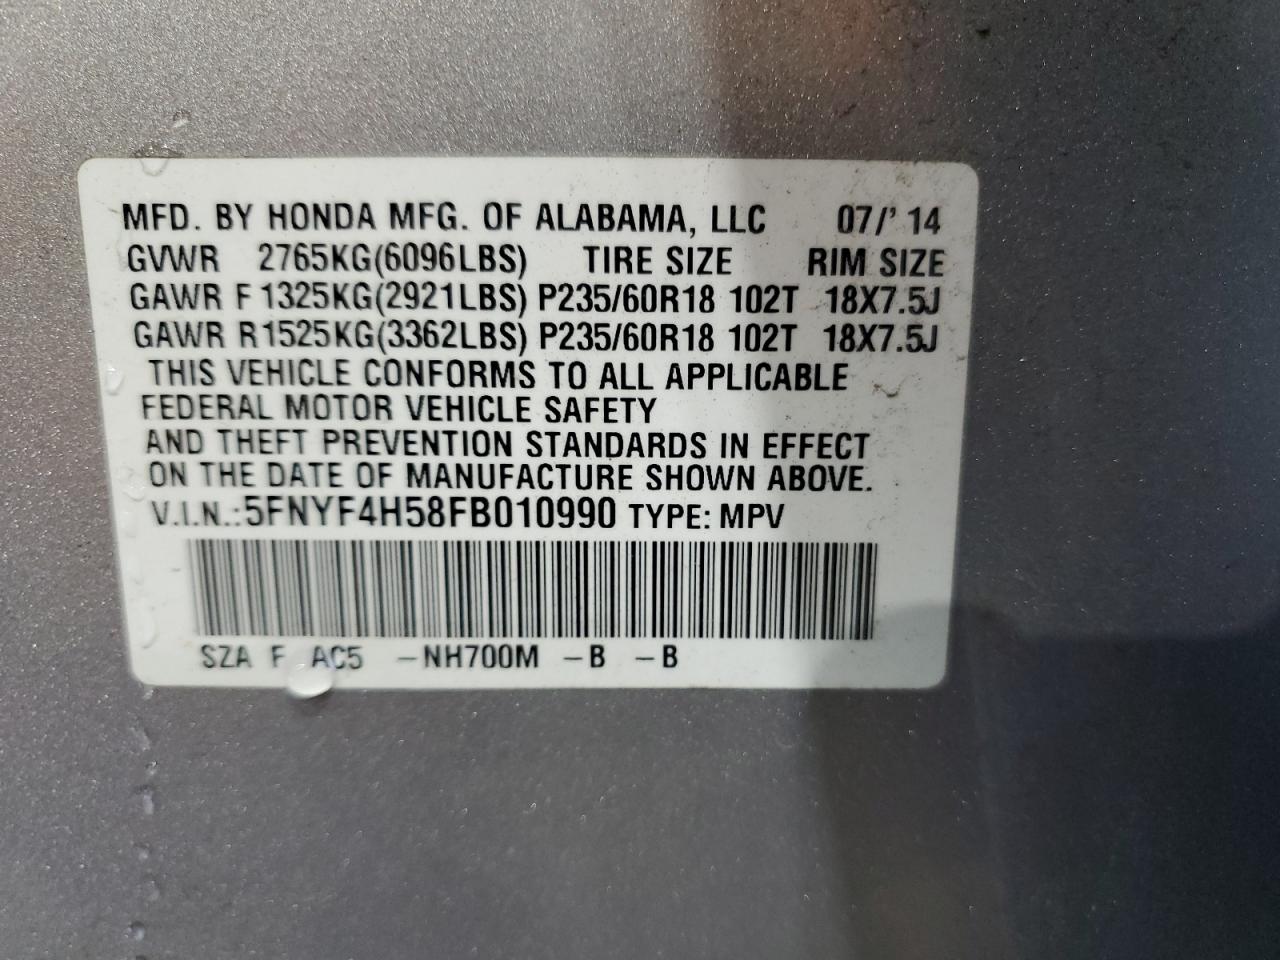 MFD. BY HONDA MFG. OF ALABAMA, LLC 07/' 14
GVWR 2765KG(6096LBS) TIRE SIZE RIM SIZE
GAWR F 1325KG(2921LBS) P235/60R18 102T 18X7.5J
GAWR R1525KG(3362LBS) P235/60R18 102T 18X7.5J
THIS VEHICLE CONFORMS TO ALL APPLICABLE
FEDERAL MOTOR VEHICLE SAFETY
AND THEFT PREVENTION STANDARDS IN EFFECT
ON THE DATE OF MANUFACTURE SHOWN ABOVE.
V.I.N.:5FNYF4H58FB010990 TYPE: MPV
SZA F AC5 -NH700M -B -B